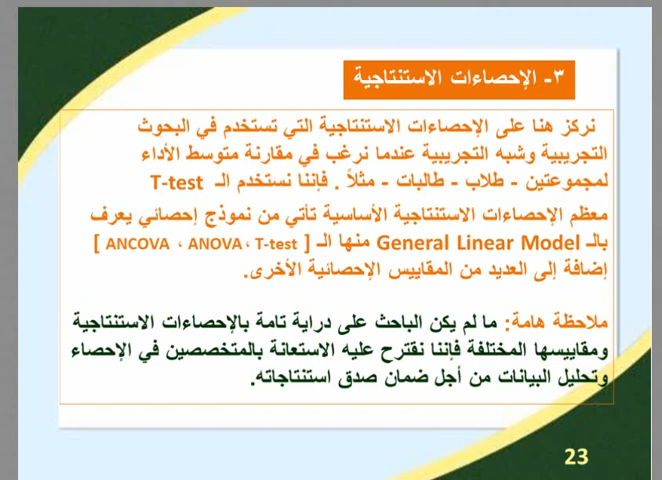 ٣- الإحصاءات الاستنتاجية
نركز هنا على الإحصاءات الاستنتاجية التي تستخدم في البحوث
التجريبية وشبه التجريبية عندما نرغب في مقارنة متوسط الأداء
لمجموعتين - طلاب - طالبات - مثلاً . فإننا نستخدم الـ T-test
معظم الإحصاءات الاستنتاجية الأساسية تأتي من نموذج إحصائي يعرف
بالـ General Linear Model منها الـ [ ANCOVA ، ANOVA ، T-test ]
إضافة إلى العديد من المقاييس الإحصائية الأخرى.
ملاحظة هامة: ما لم يكن الباحث على دراية تامة بالإحصاءات الاستنتاجية
ومقاييسها المختلفة فإننا نقترح عليه الاستعانة بالمتخصصين في الإحصاء
وتحليل البيانات من أجل ضمان صدق استنتاجاته.
23